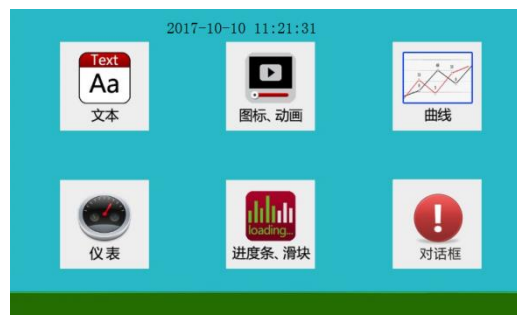 2017-10-10 11:21:31
Text
Aa
文本
图标、动画
曲线
loading...
仪表
进度条、滑块
对话框